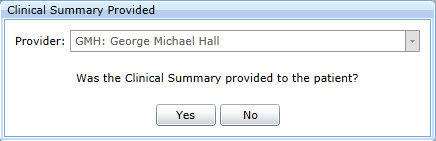 Clinical Summary Provided
Provider: GMH: George Michael Hall
Was the Clinical Summary provided to the patient?
Yes No